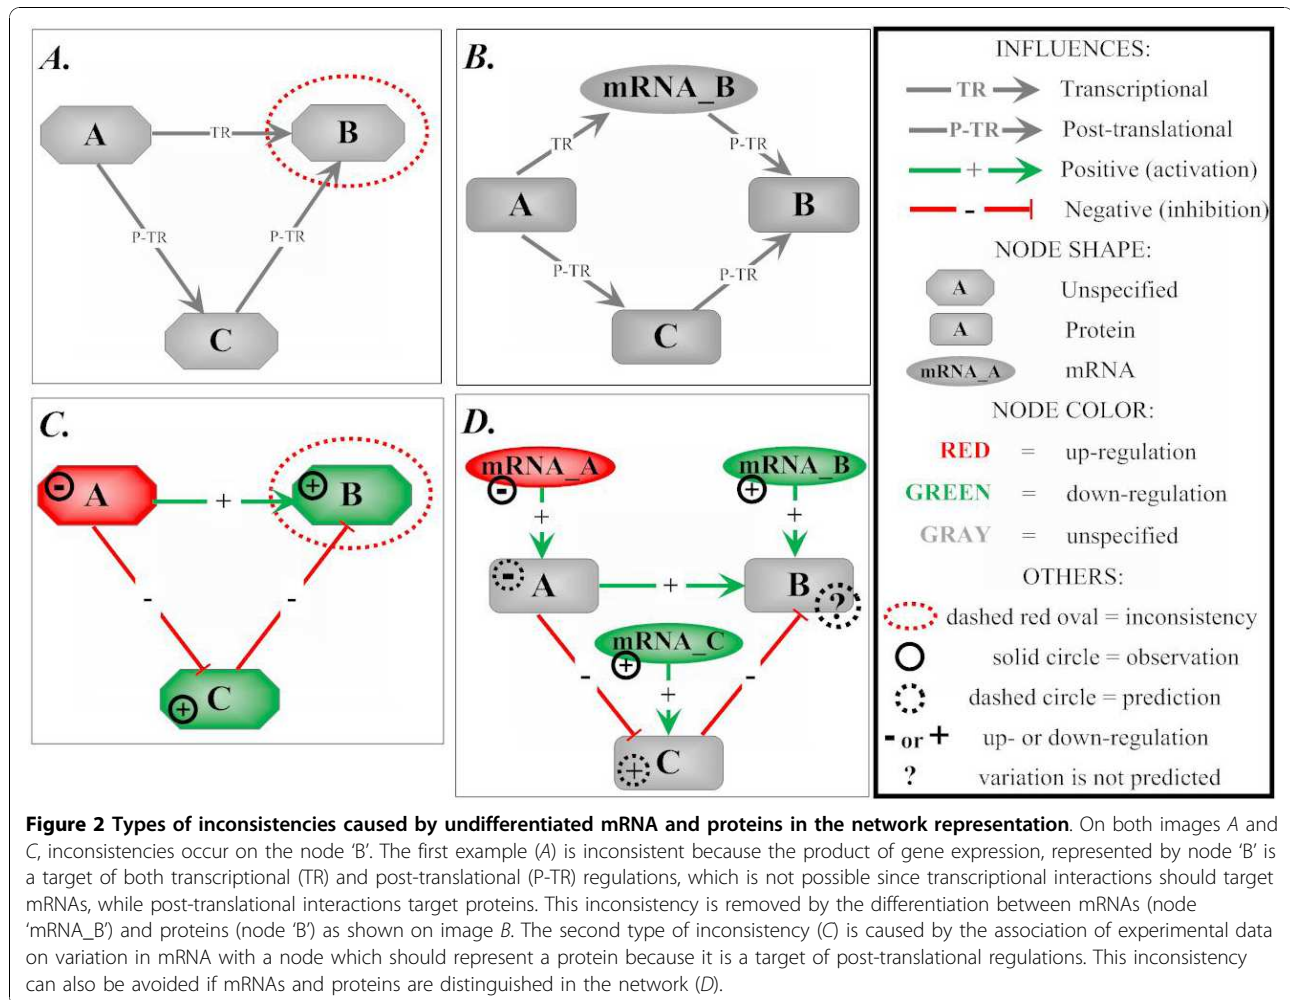 A.
A
TR
B
P-TR
P-TR
C
B.
mRNA_B
TR
P-TR
A
B
P-TR
P-TR
C
INFLUENCES:
TR Transcriptional
P-TR Post-translational
+ Positive (activation)
- Negative (inhibition)
NODE SHAPE:
A Unspecified
A Protein
mRNA_A mRNA
NODE COLOR:
RED = up-regulation
GREEN = down-regulation
GRAY = unspecified
OTHERS:
dashed red oval = inconsistency
solid circle = observation
dashed circle = prediction
- or + up- or down-regulation
? variation is not predicted
C.
- A
+
+ B
-
-
C
+
D.
mRNA_A
-
mRNA_B
+
+
+
- A
+
B
?
mRNA_C
+
-
+
-
+ C
Figure 2 Types of inconsistencies caused by undifferentiated mRNA and proteins in the network representation. On both images A and
C, inconsistencies occur on the node ‘B’. The first example (A) is inconsistent because the product of gene expression, represented by node ‘B’ is
a target of both transcriptional (TR) and post-translational (P-TR) regulations, which is not possible since transcriptional interactions should target
mRNAs, while post-translational interactions target proteins. This inconsistency is removed by the differentiation between mRNAs (node
‘mRNA_B’) and proteins (node ‘B’) as shown on image B. The second type of inconsistency (C) is caused by the association of experimental data
on variation in mRNA with a node which should represent a protein because it is a target of post-translational regulations. This inconsistency
can also be avoided if mRNAs and proteins are distinguished in the network (D).